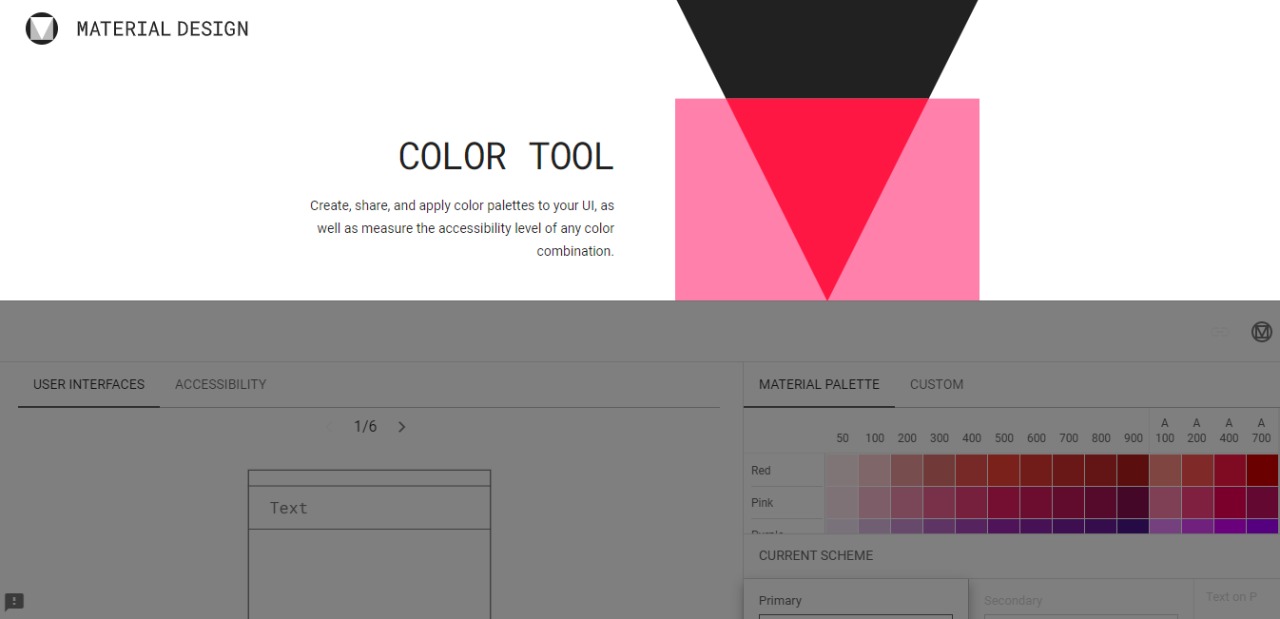 MATERIAL DESIGN
COLOR TOOL
Create, share, and apply color palettes to your UI, as
well as measure the accessibility level of any color
combination.
USER INTERFACES ACCESSIBILITY
1/6
Text
MATERIAL PALETTE CUSTOM
50 100 200 300 400 500 600 700 800 900 A 100 A 200 A 400 A 700
Red
Pink
CURRENT SCHEME
Primary
Secondary
Text on P